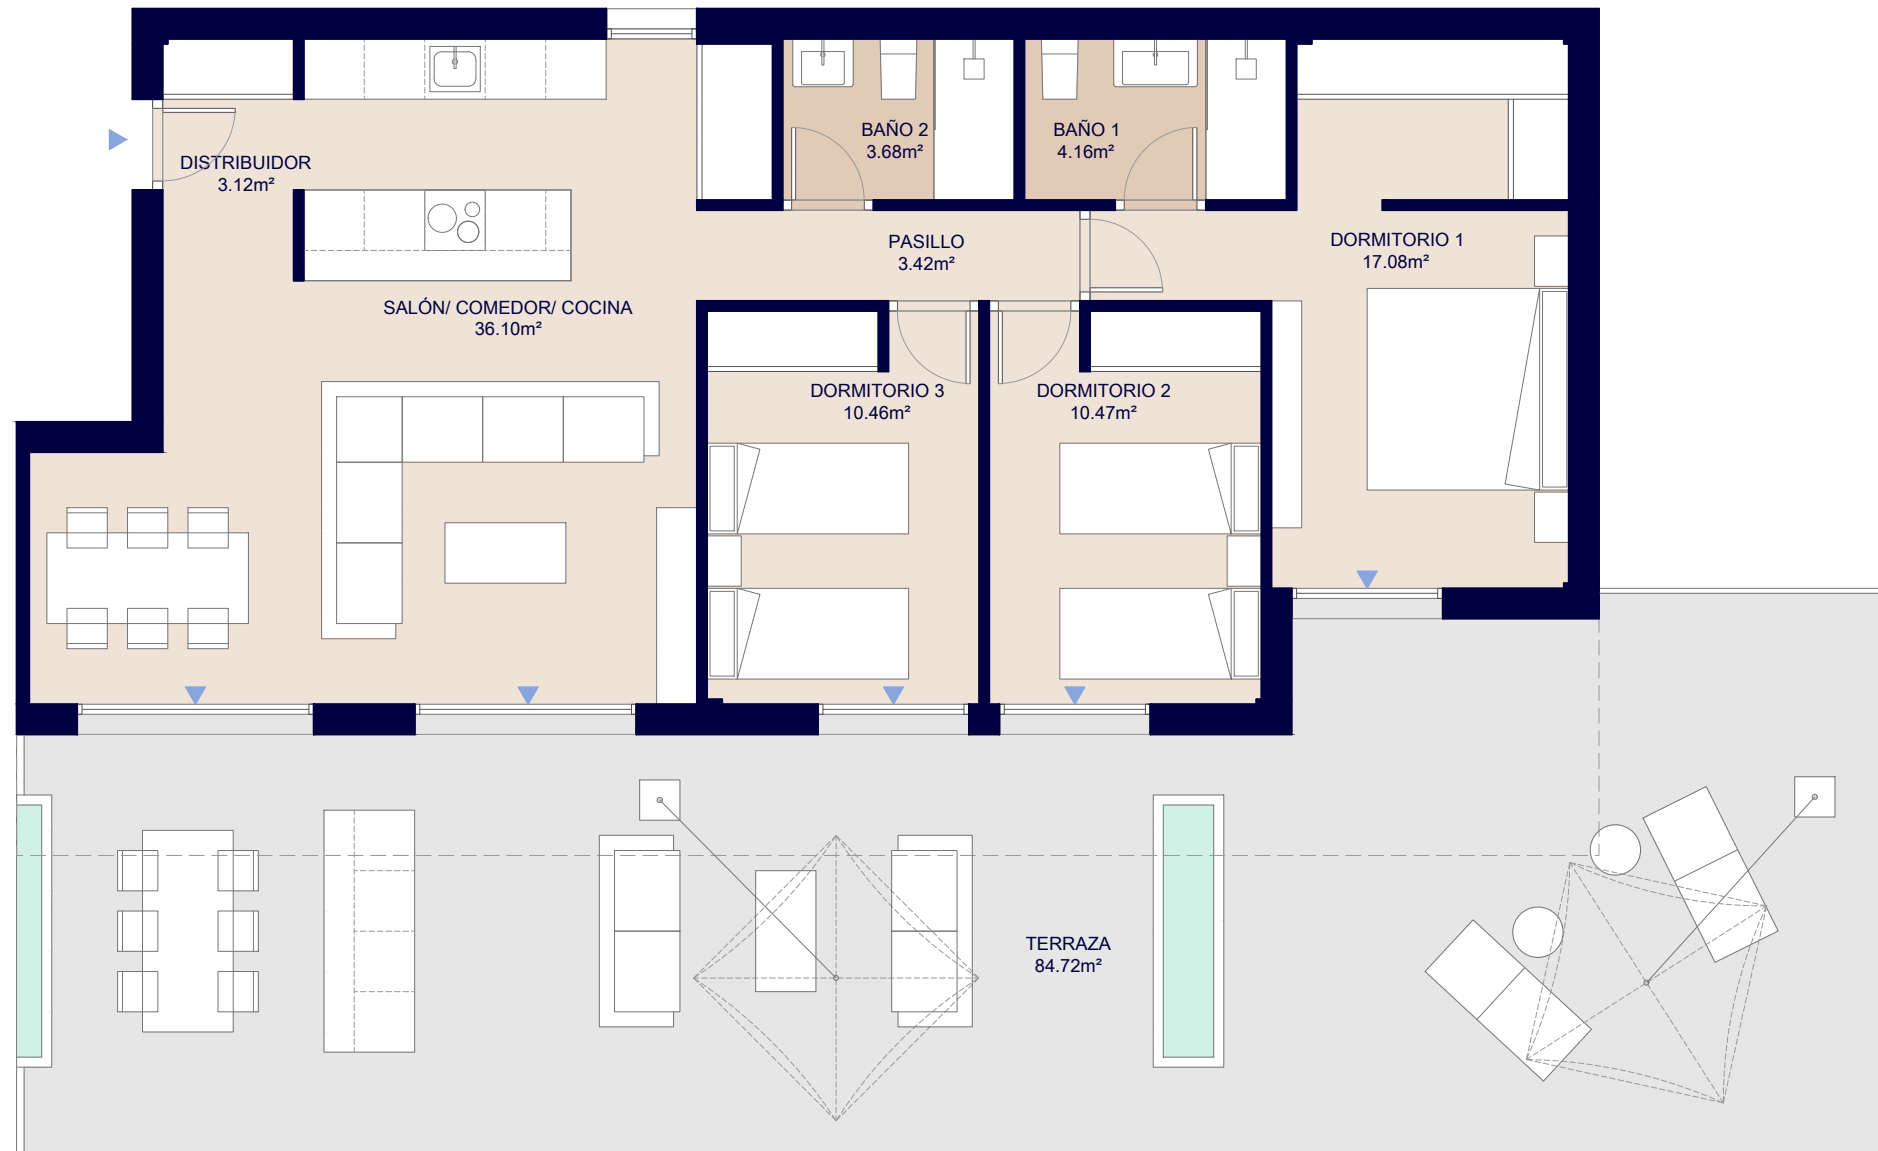 BAÑO 2
3.68m²
BAÑO 1
4.16m²
DISTRIBUIDOR
3.12m²
PASILLO
3.42m²
DORMITORIO 1
17.08m²
SALÓN/ COMEDOR/ COCINA
36.10m²
DORMITORIO 3
10.46m²
DORMITORIO 2
10.47m²
TERRAZA
84.72m²